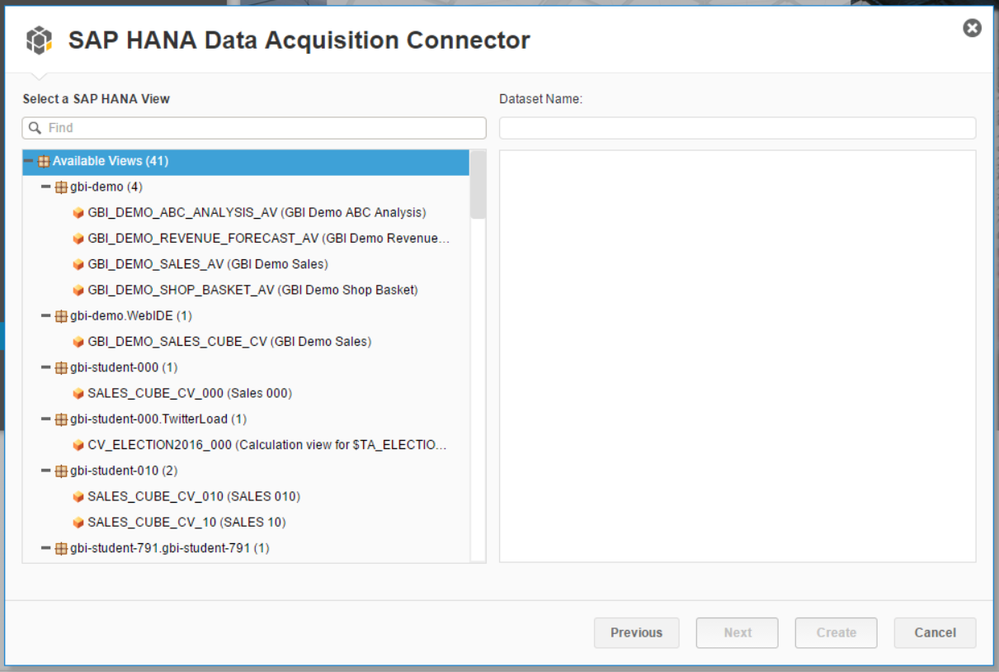 SAP HANA Data Acquisition Connector
Select a SAP HANA View
Dataset Name:
Find
Available Views (41)
gbi-demo (4)
GBI_DEMO_ABC_ANALYSIS_AV (GBI Demo ABC Analysis)
GBI_DEMO_REVENUE_FORECAST_AV (GBI Demo Revenue...
GBI_DEMO_SALES_AV (GBI Demo Sales)
GBI_DEMO_SHOP_BASKET_AV (GBI Demo Shop Basket)
gbi-demo.WebIDE (1)
GBI_DEMO_SALES_CUBE_CV (GBI Demo Sales)
gbi-student-000 (1)
SALES_CUBE_CV_000 (Sales 000)
gbi-student-000.TwitterLoad (1)
CV_ELECTION2016_000 (Calculation view for $TA_ELECTIO...
gbi-student-010 (2)
SALES_CUBE_CV_010 (SALES 010)
SALES_CUBE_CV_10 (SALES 10)
gbi-student-791.gbi-student-791 (1)
Previous
Next
Create
Cancel